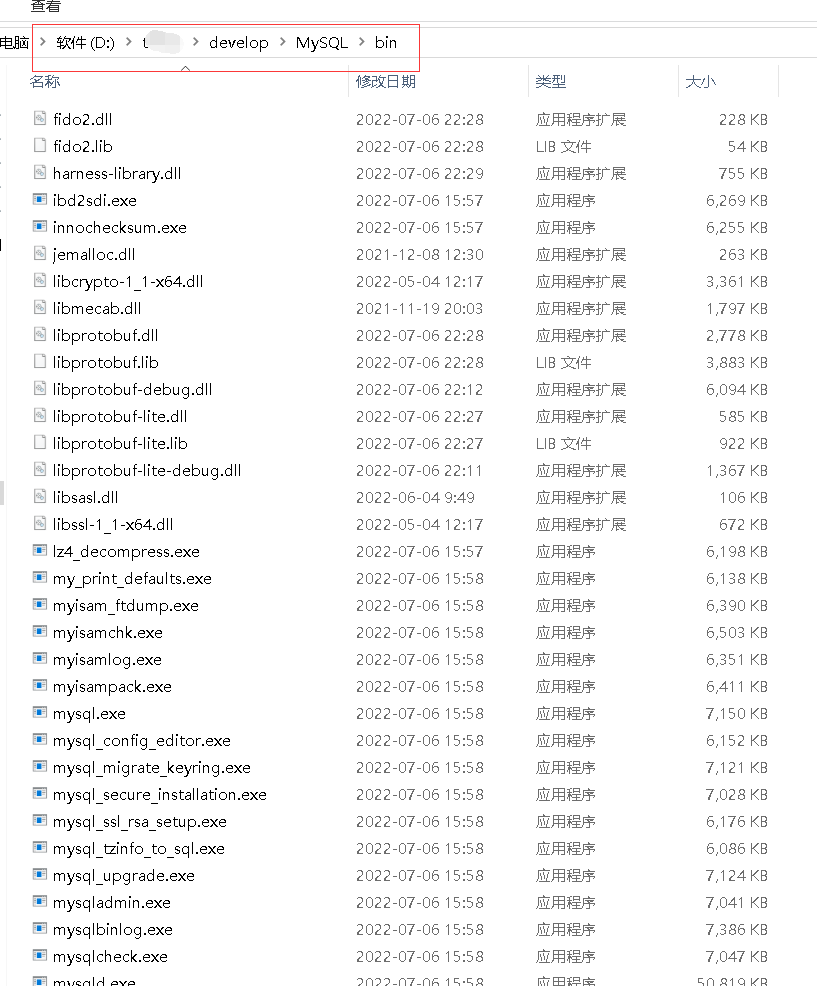 查看
电脑 > 软件 (D:) > t > develop > MySQL > bin
名称 修改日期 类型 大小
fido2.dll 2022-07-06 22:28 应用程序扩展 228 KB
fido2.lib 2022-07-06 22:28 LIB 文件 54 KB
harness-library.dll 2022-07-06 22:29 应用程序扩展 755 KB
ibd2sdi.exe 2022-07-06 15:57 应用程序 6,269 KB
innochecksum.exe 2022-07-06 15:57 应用程序 6,255 KB
jemalloc.dll 2021-12-08 12:30 应用程序扩展 263 KB
libcrypto-1_1-x64.dll 2022-05-04 12:17 应用程序扩展 3,361 KB
libmecab.dll 2021-11-19 20:03 应用程序扩展 1,797 KB
libprotobuf.dll 2022-07-06 22:28 应用程序扩展 2,778 KB
libprotobuf.lib 2022-07-06 22:28 LIB 文件 3,883 KB
libprotobuf-debug.dll 2022-07-06 22:12 应用程序扩展 6,094 KB
libprotobuf-lite.dll 2022-07-06 22:27 应用程序扩展 585 KB
libprotobuf-lite.lib 2022-07-06 22:27 LIB 文件 922 KB
libprotobuf-lite-debug.dll 2022-07-06 22:11 应用程序扩展 1,367 KB
libsasl.dll 2022-06-04 9:49 应用程序扩展 106 KB
libssl-1_1-x64.dll 2022-05-04 12:17 应用程序扩展 672 KB
lz4_decompress.exe 2022-07-06 15:57 应用程序 6,198 KB
my_print_defaults.exe 2022-07-06 15:58 应用程序 6,138 KB
myisam_ftdump.exe 2022-07-06 15:58 应用程序 6,390 KB
myisamchk.exe 2022-07-06 15:58 应用程序 6,503 KB
myisamlog.exe 2022-07-06 15:58 应用程序 6,351 KB
myisampack.exe 2022-07-06 15:58 应用程序 6,411 KB
mysql.exe 2022-07-06 15:58 应用程序 7,150 KB
mysql_config_editor.exe 2022-07-06 15:58 应用程序 6,152 KB
mysql_migrate_keyring.exe 2022-07-06 15:58 应用程序 7,121 KB
mysql_secure_installation.exe 2022-07-06 15:58 应用程序 7,028 KB
mysql_ssl_rsa_setup.exe 2022-07-06 15:58 应用程序 6,176 KB
mysql_tzinfo_to_sql.exe 2022-07-06 15:58 应用程序 6,086 KB
mysql_upgrade.exe 2022-07-06 15:58 应用程序 7,124 KB
mysqladmin.exe 2022-07-06 15:58 应用程序 7,041 KB
mysqlbinlog.exe 2022-07-06 15:58 应用程序 7,386 KB
mysqlcheck.exe 2022-07-06 15:58 应用程序 7,047 KB
mysqld.exe 2022-07-06 15:58 应用程序 50,819 KB